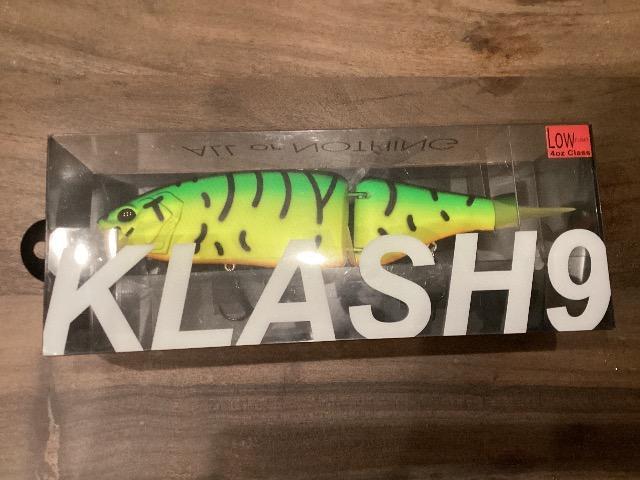 ALL or NOTHING
LOW
4oz Class
KLASH9